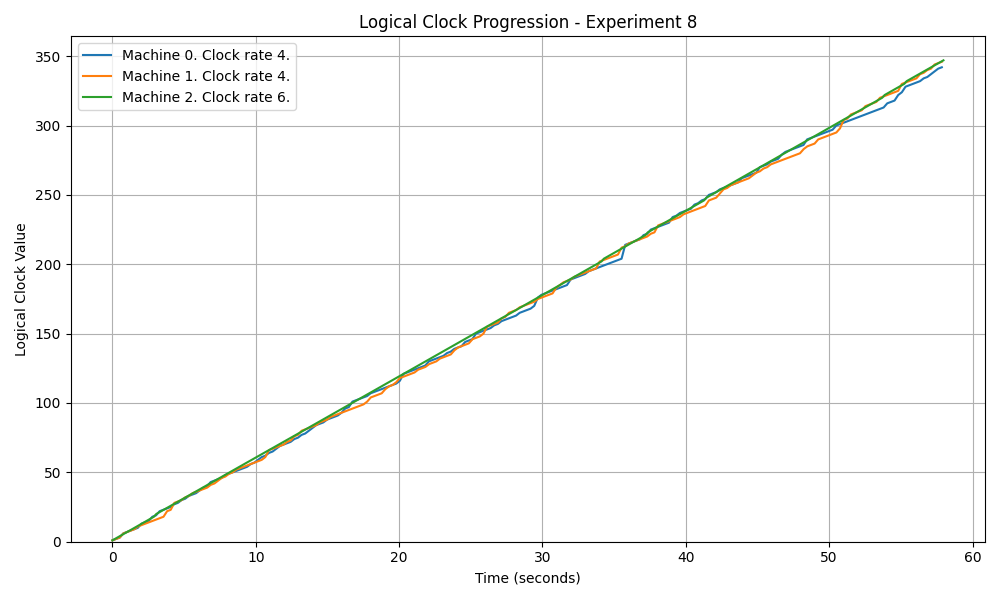 Logical Clock Progression - Experiment 8
Machine 0. Clock rate 4.
Machine 1. Clock rate 4.
Machine 2. Clock rate 6.
Logical Clock Value
350
300
250
200
150
100
50
0
0 10 20 30 40 50 60
Time (seconds)